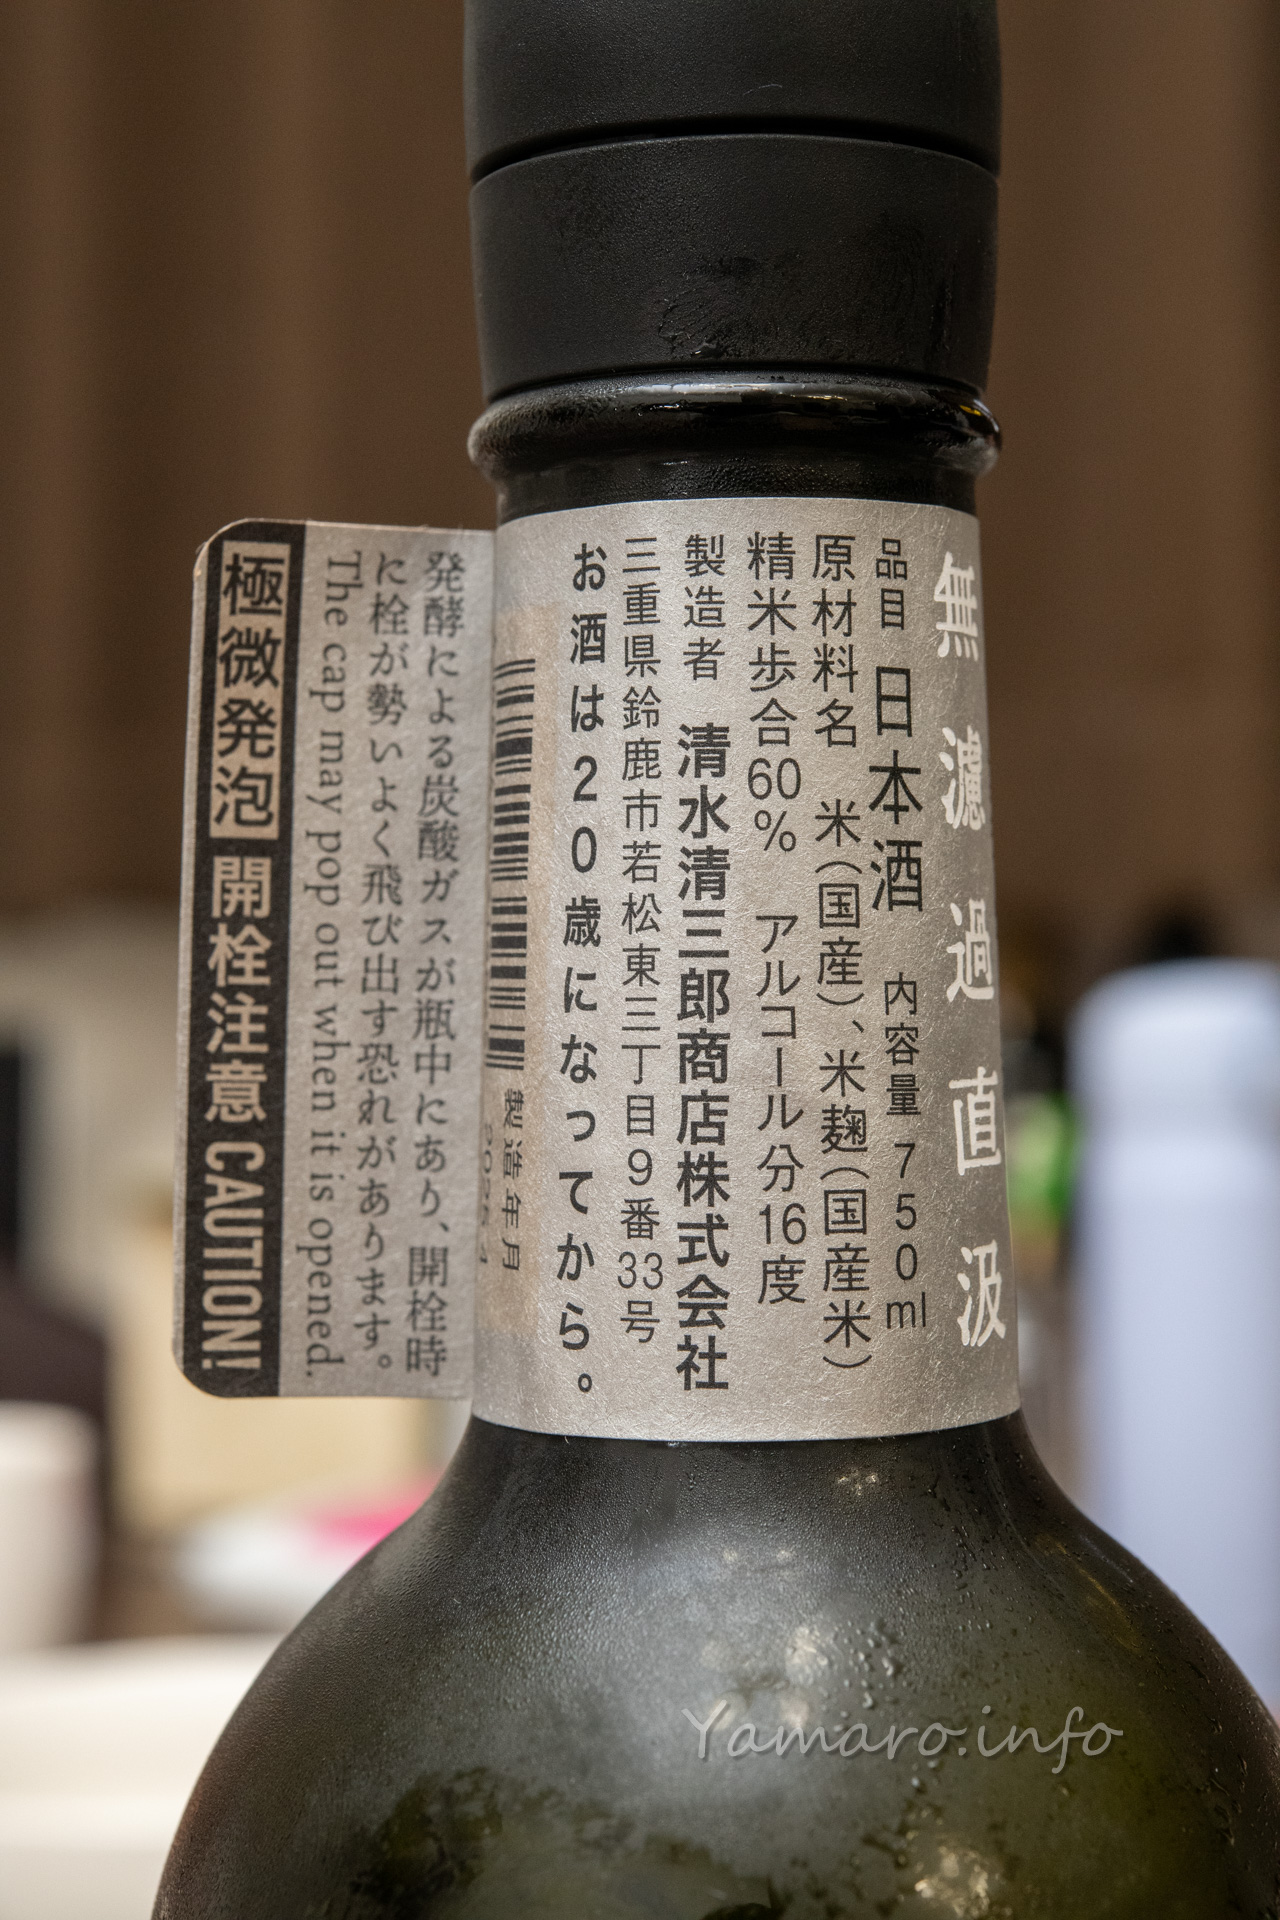 無濾過直汲
品目 日本酒 内容量 750ml
原材料名 米(国産)、米麹(国産米)
精米歩合60% アルコール分16度
製造者 清水清三郎商店株式会社
三重県鈴鹿市若松東三丁目9番33号
お酒は20歳になってから。
製造年月
発酵による炭酸ガスが瓶中にあり、開栓時
に栓が勢いよく飛び出す恐れがあります。
The cap may pop out when it is opened.
極微発泡 開栓注意 CAUTION!
Yamaro.info